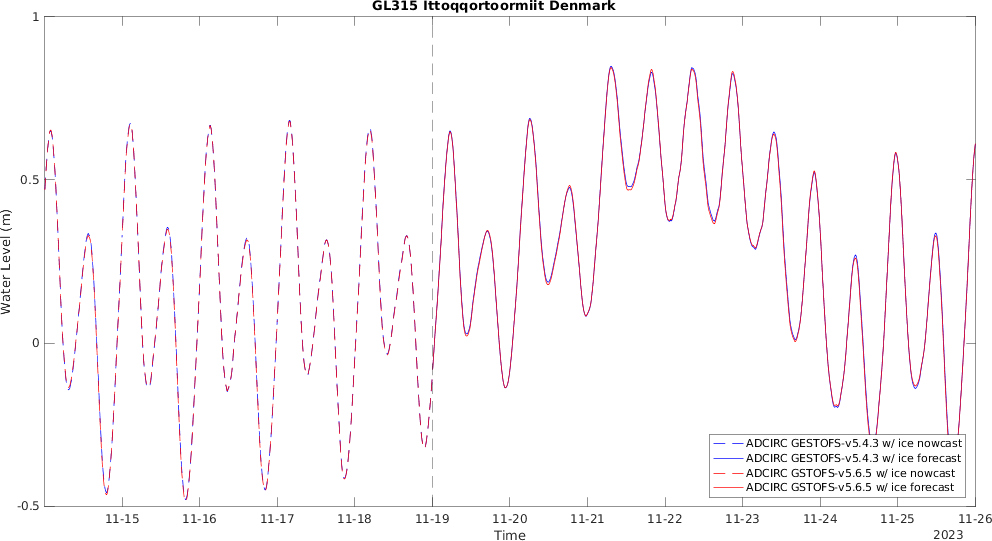 GL315 Ittoqqortoormiit Denmark
Water Level (m)
1
0.5
0
-0.5
ADCIRC GESTOFS-v5.4.3 w/ ice nowcast
ADCIRC GESTOFS-v5.4.3 w/ ice forecast
ADCIRC GSTOFS-v5.6.5 w/ ice nowcast
ADCIRC GSTOFS-v5.6.5 w/ ice forecast
11-15 11-16 11-17 11-18 11-19 11-20 11-21 11-22 11-23 11-24 11-25 11-26
Time
2023